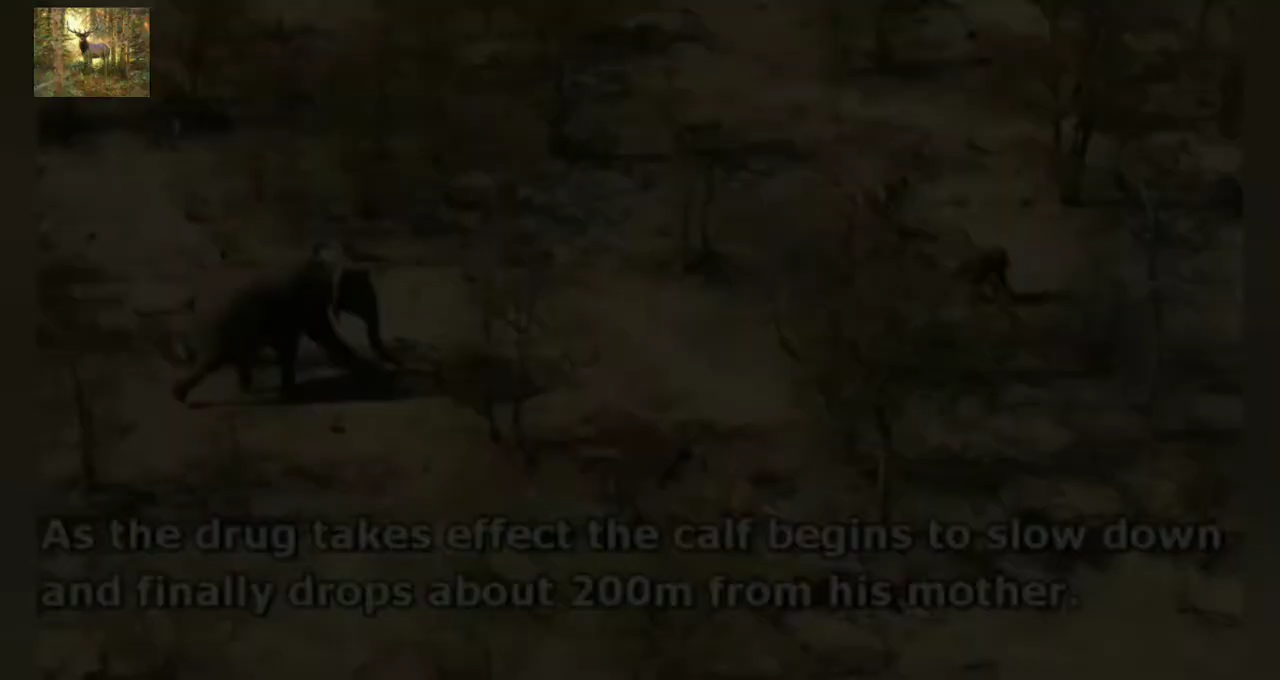 As the drug takes effect the calf begins to slow down
and finally drops about 200m from his mother.